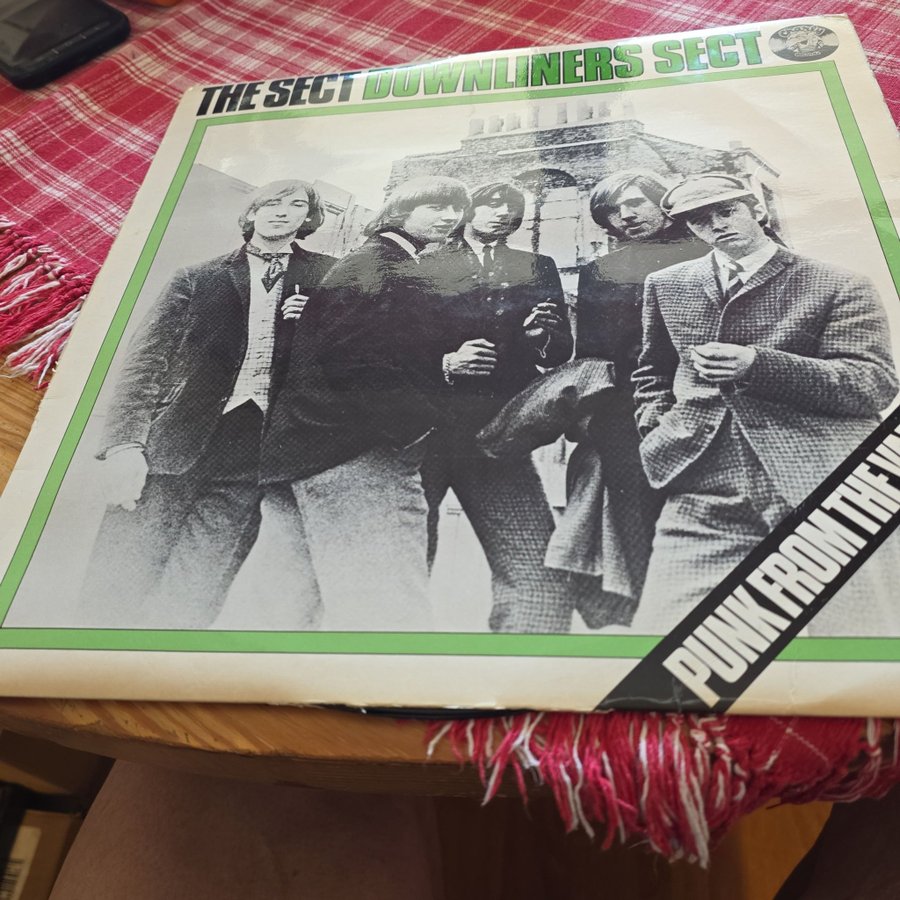 THE SECT DOWNLINERS SECT
PUNK FROM THE